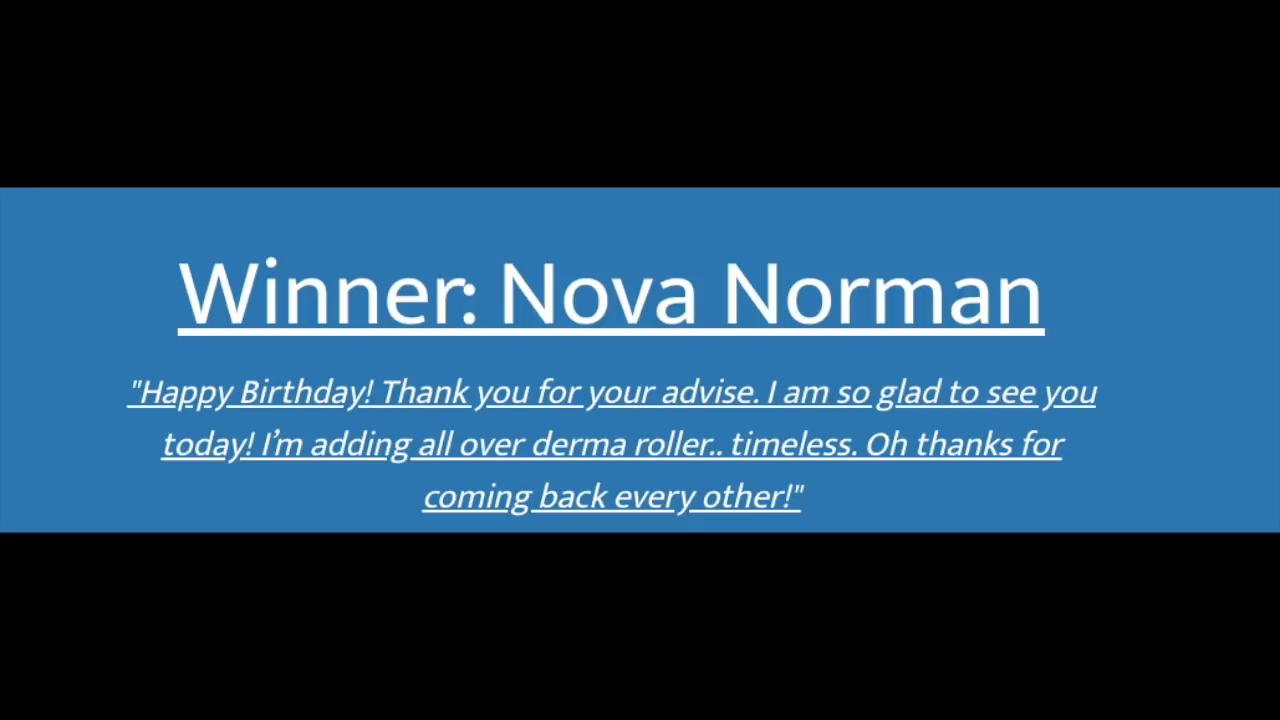 Winner: Nova Norman
"Happy Birthday! Thank you for your advise. I am so glad to see you
today! I’m adding all over derma roller.. timeless. Oh thanks for
coming back every other!"